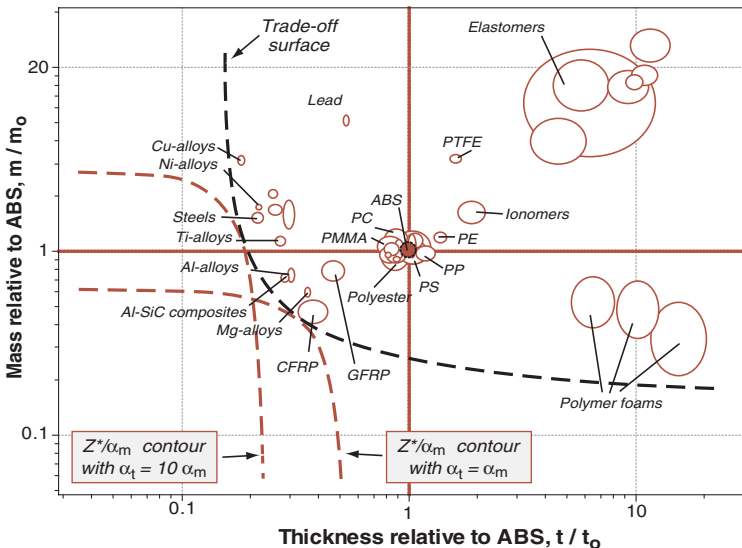 Trade-off
surface
Elastomers
20
Lead
Cu-alloys
PTFE
Ni-alloys
ABS
Steels
PC
Ionomers
Ti-alloys
PMMA
PE
1
Al-alloys
PP
Polyester
PS
Al-SiC composites
Mg-alloys
CFRP
GFRP
Polymer foams
0.1
Z*/αm contour
with αt = 10 αm
Z*/αm contour
with αt = αm
0.1
1
10
Mass relative to ABS, m / mo
Thickness relative to ABS, t / to